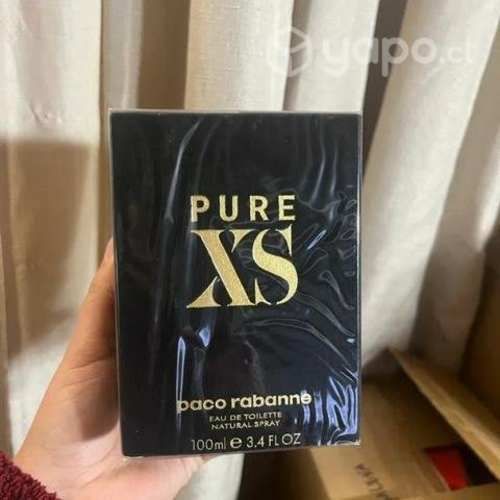 yapo.cl
PURE
XS
paco rabanne
EAU DE TOILETTE
NATURAL SPRAY
100ml e 3.4 FL OZ